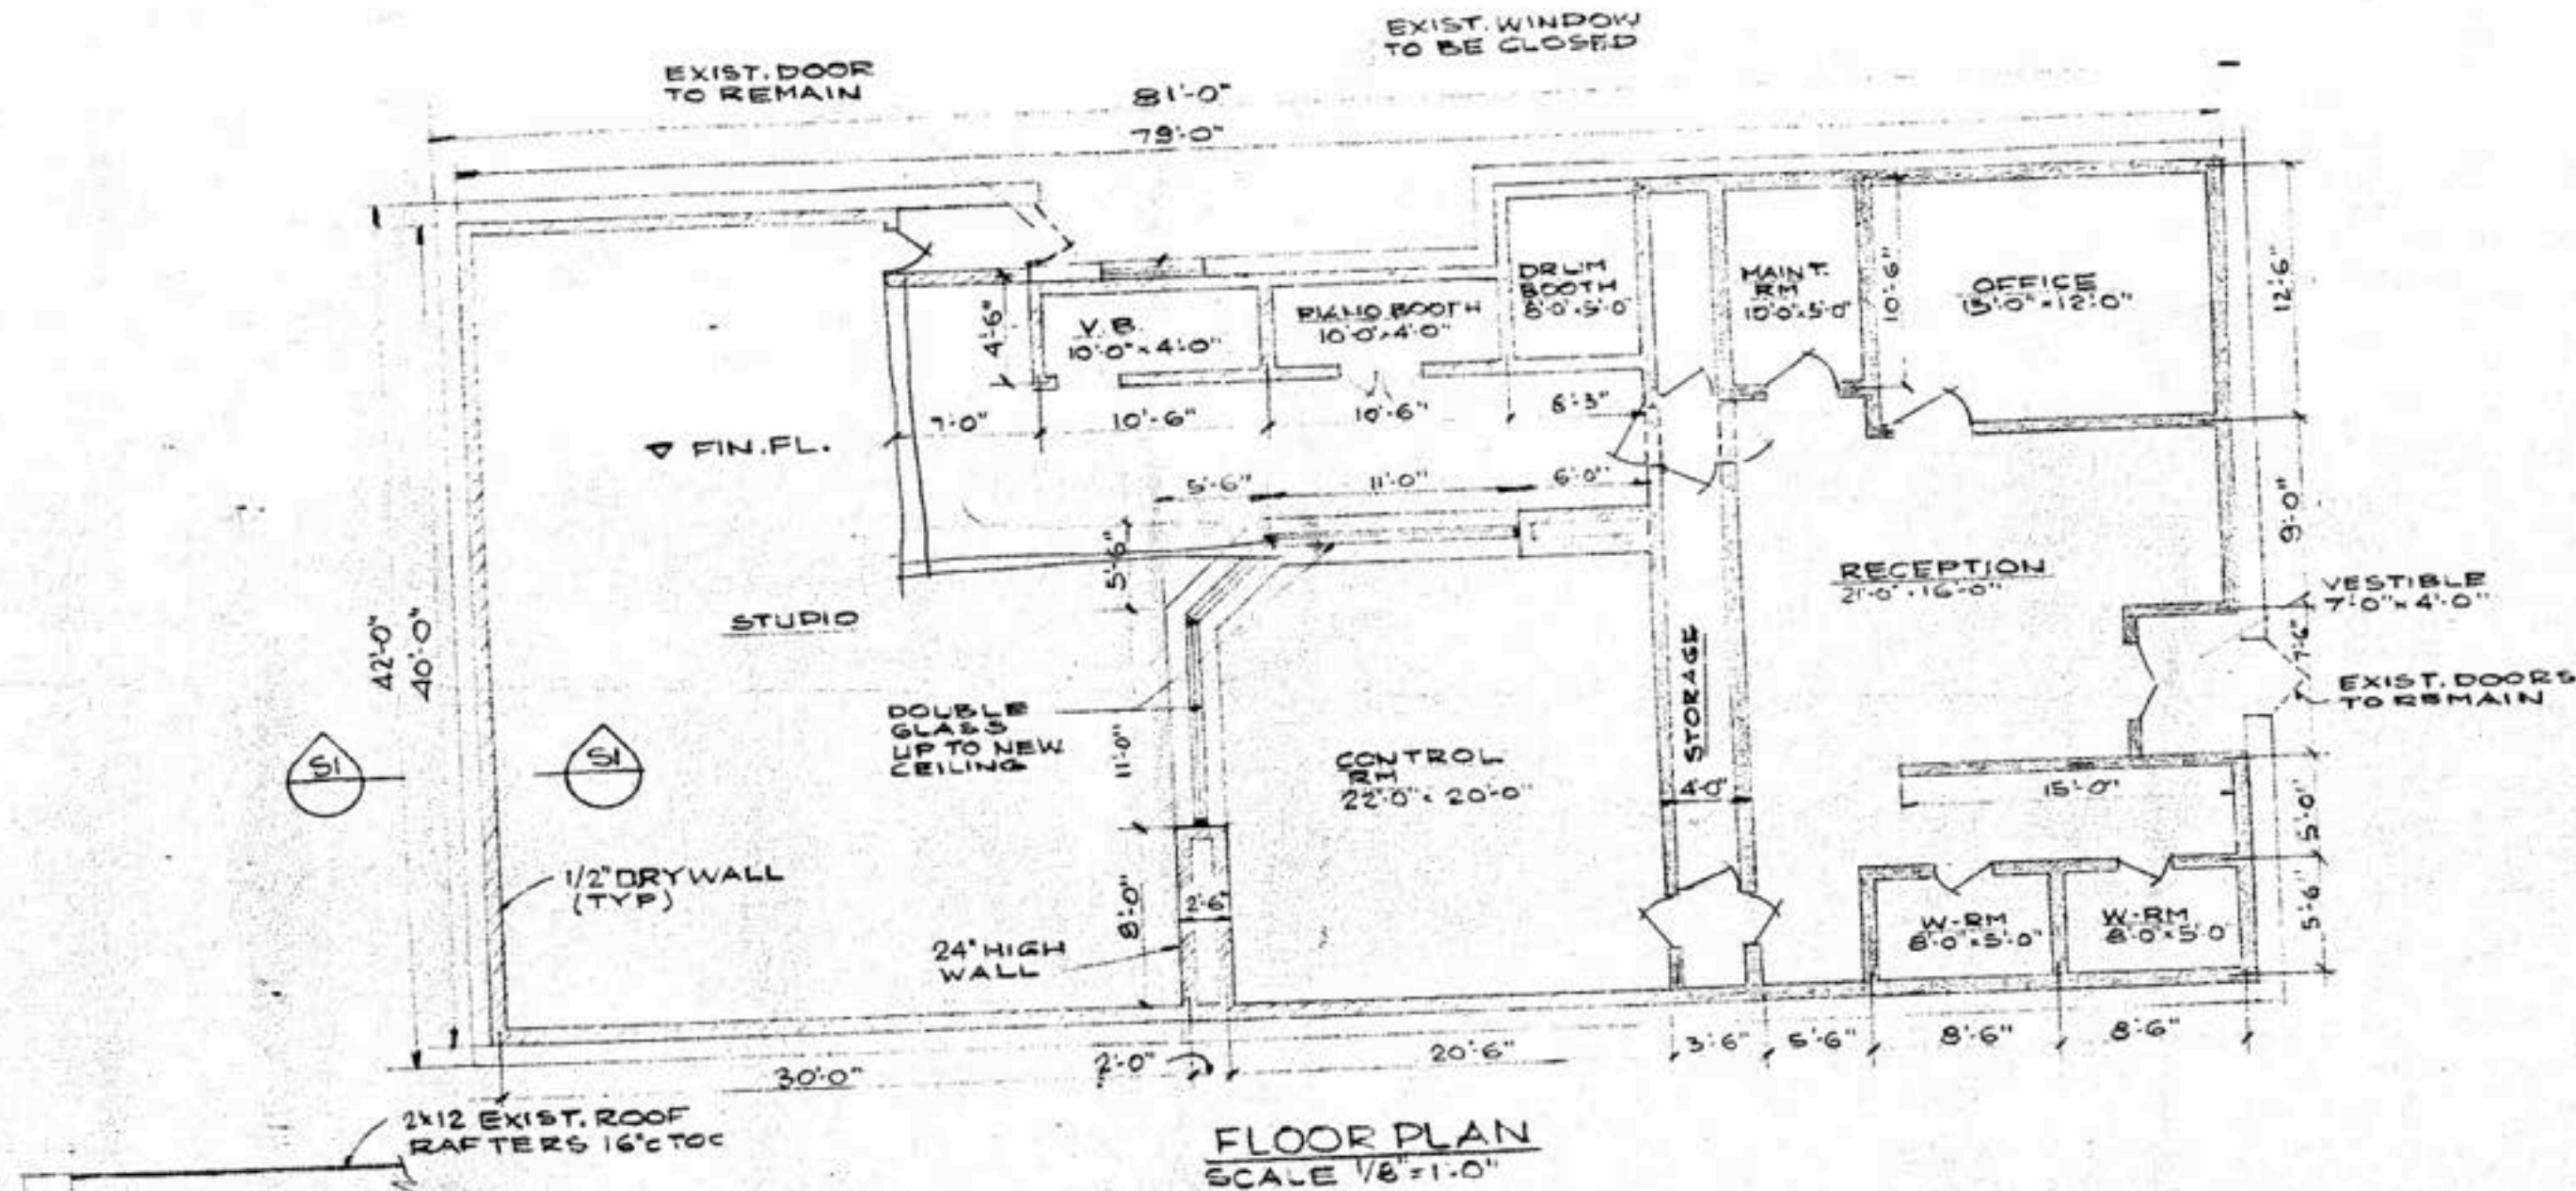 EXIST. WINDOW
TO BE CLOSED
EXIST. DOOR
TO REMAIN
81'-0"
79'-0"
DRUM
BOOTH
8'-0"x5'-0"
MAINT.
RM
10'-0"x5'-0"
10'-6"
OFFICE
15'-0"x12'-0"
12'-6"
4'-6"
V.B.
10'-0"x4'-0"
PIANO BOOTH
10'-0"x4'-0"
7'-0"
10'-6"
10'-6"
6'-3"
FIN. FL.
5'-6"
11'-0"
6'-0"
9'-0"
5'-6"
RECEPTION
21'-0"x16'-0"
VESTIBLE
7'-0"x4'-0"
7'-6"
STUDIO
42'-0"
40'-0"
STORAGE
EXIST. DOORS
TO REMAIN
DOUBLE
GLASS
UP TO NEW
CEILING
11'-0"
S1
S1
CONTROL
RM
22'-0"x20'-0"
4'-0"
15'-0"
5'-0"
1/2" DRYWALL
(TYP)
8'-0"
2'-6"
24" HIGH
WALL
W-RM
8'-0"x5'-0"
W-RM
8'-0"x5'-0"
5'-6"
30'-0"
2'-0"
20'-6"
3'-6"
5'-6"
8'-6"
8'-6"
2x12 EXIST. ROOF
RAFTERS 16"C TO C
FLOOR PLAN
SCALE 1/8"=1'-0"